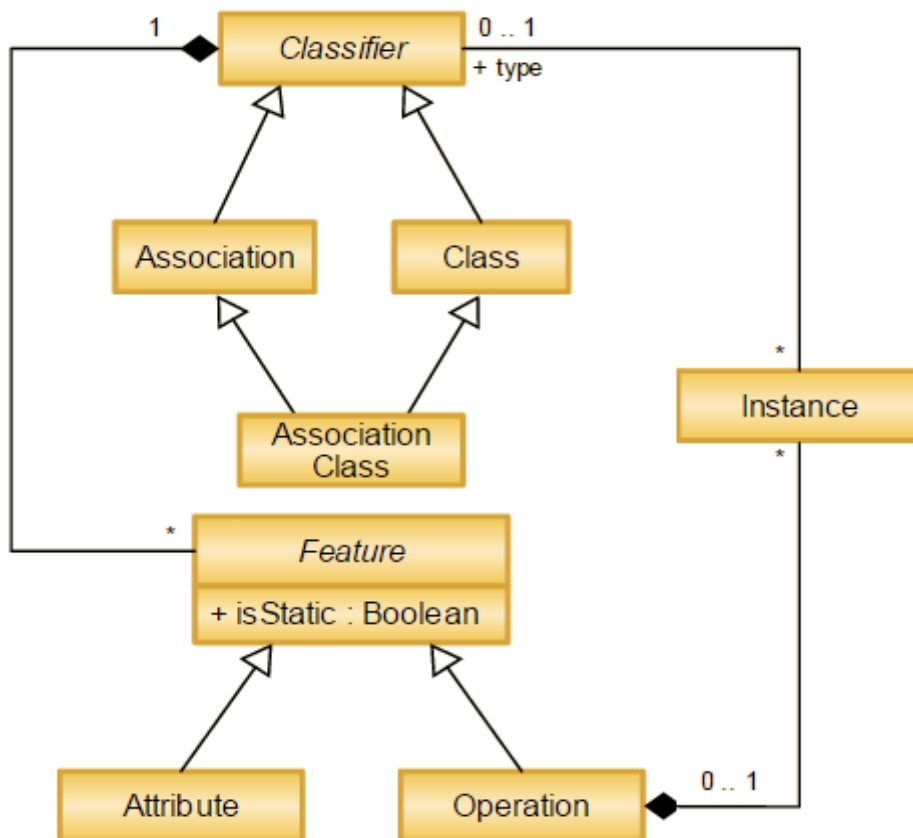 1
Classifier
0 .. 1
+ type
Association
Class
*
Instance
*
Association
Class
*
Feature
+ isStatic : Boolean
Attribute
Operation
0 .. 1